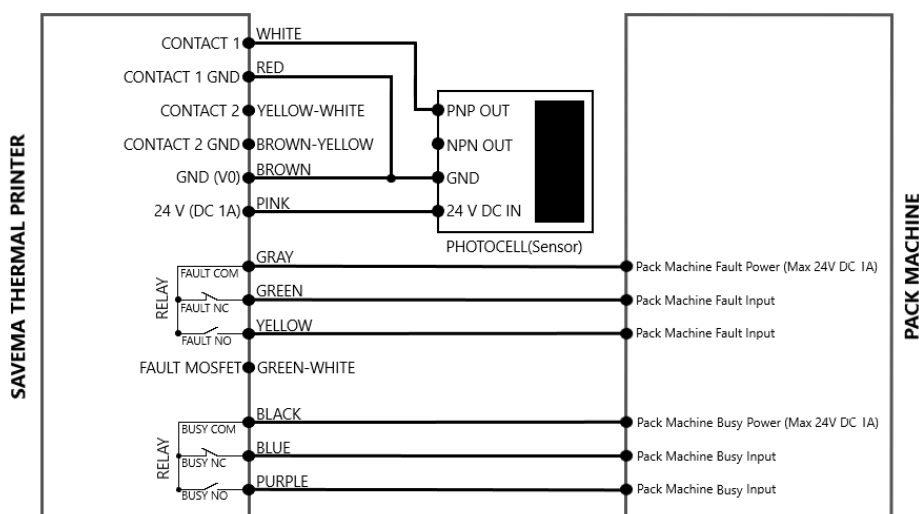 SAVEMA THERMAL PRINTER
CONTACT 1
WHITE
CONTACT 1 GND
RED
CONTACT 2
YELLOW-WHITE
CONTACT 2 GND
BROWN-YELLOW
GND (V0)
BROWN
24 V (DC 1A)
PINK
PNP OUT
NPN OUT
GND
24 V DC IN
PHOTOCELL(Sensor)
RELAY
FAULT COM
GRAY
Pack Machine Fault Power (Max 24V DC 1A)
FAULT NC
GREEN
Pack Machine Fault Input
FAULT NO
YELLOW
Pack Machine Fault Input
FAULT MOSFET
GREEN-WHITE
RELAY
BUSY COM
BLACK
Pack Machine Busy Power (Max 24V DC 1A)
BUSY NC
BLUE
Pack Machine Busy Input
BUSY NO
PURPLE
Pack Machine Busy Input
PACK MACHINE